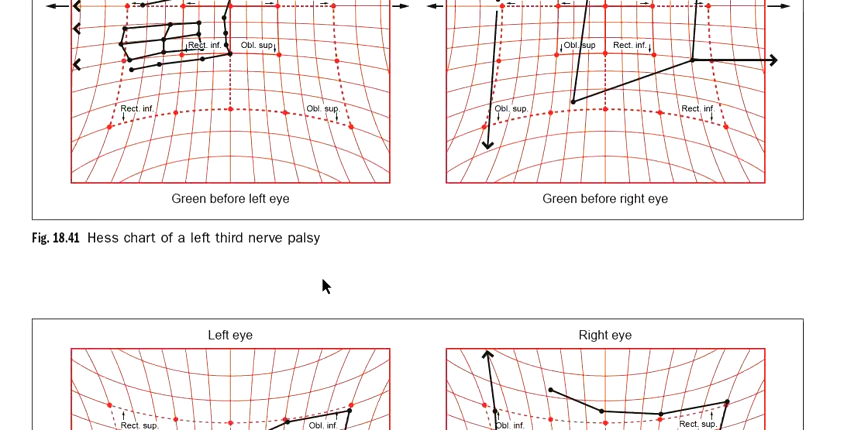 Rect. inf. Obl. sup. Obl. sup Rect. inf.
Rect. inf. Obl. sup. Obl. sup. Rect. inf.
Green before left eye Green before right eye
Fig. 18.41 Hess chart of a left third nerve palsy
Left eye Right eye
Rect. sup. Obl. inf. Obl. inf. Rect. sup.